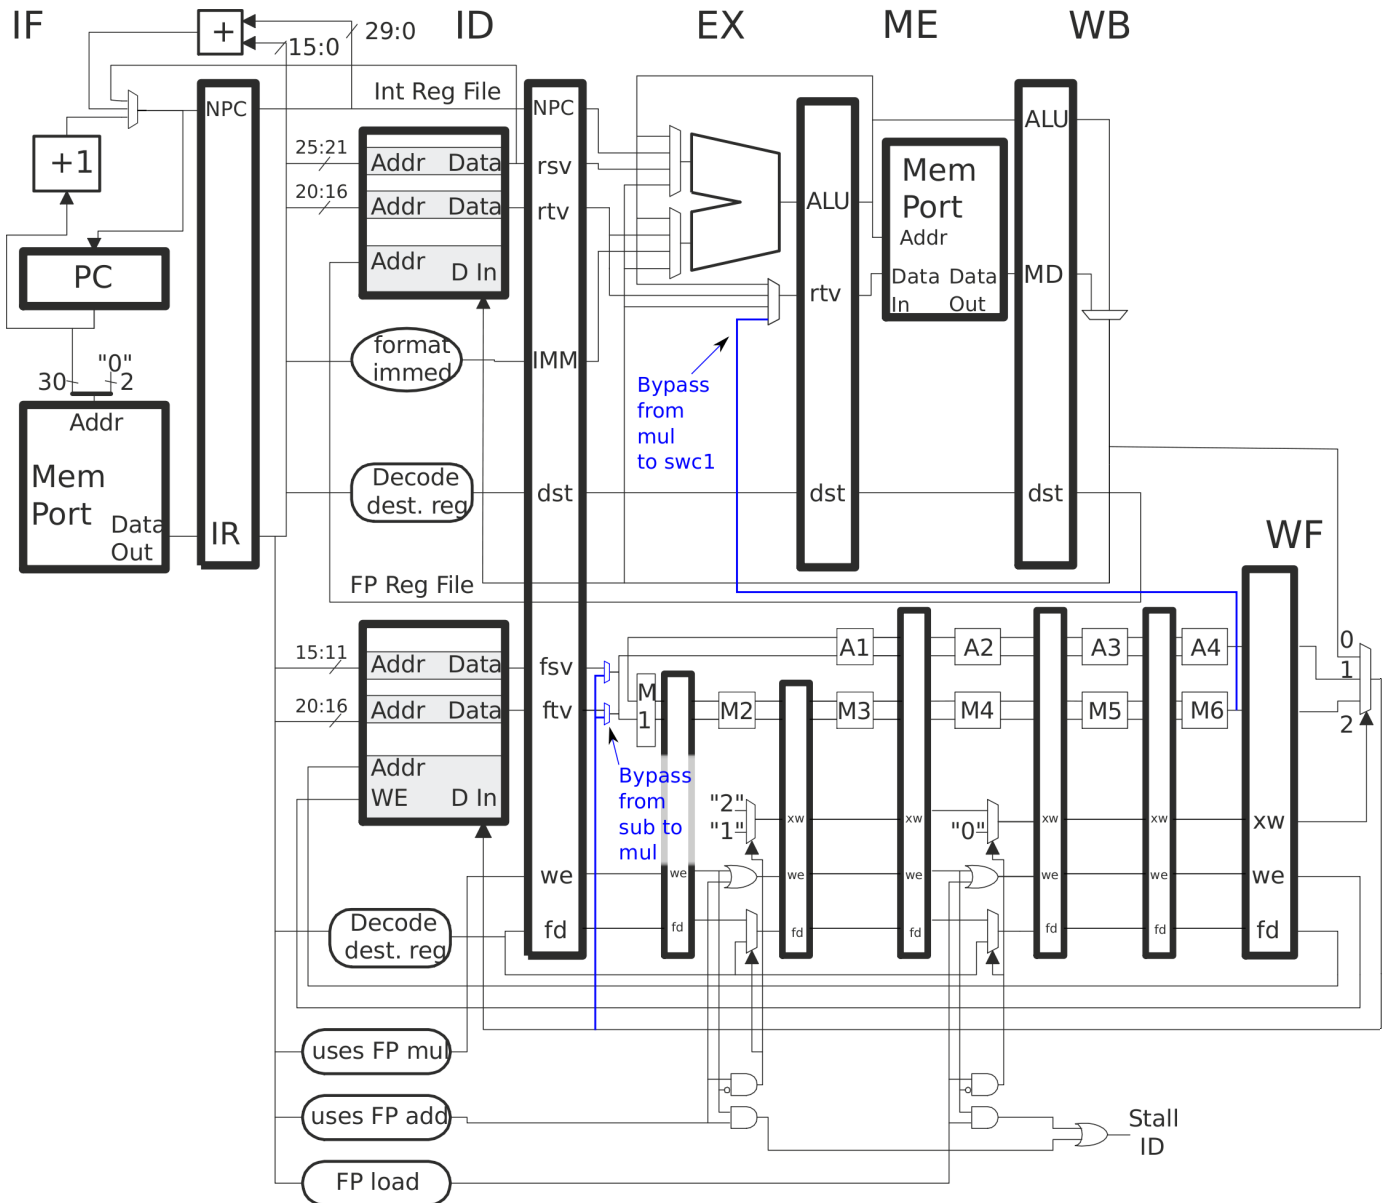 IF
ID
EX
ME
WB
+
29:0
15:0
Int Reg File
NPC
NPC
ALU
+1
25:21
Addr
Data
rsv
20:16
Addr
Data
rtv
Addr
D In
ALU
rtv
Mem
Port
Addr
Data
In
Data
Out
MD
PC
format
immed
IMM
"0"
30
2
Addr
Mem
Port
Data
Out
IR
Bypass
from
mul
to swc1
Decode
dest. reg
dst
dst
dst
WF
FP Reg File
15:11
Addr
Data
fsv
20:16
Addr
Data
ftv
Addr
WE
D In
M
1
M2
A1
M3
A2
M4
A3
M5
A4
M6
0
1
2
Bypass
from
sub to
mul
"2"
"1"
xw
xw
"0"
xw
xw
xw
we
we
we
we
we
we
we
Decode
dest. reg
fd
fd
fd
fd
fd
fd
fd
uses FP mul
uses FP add
FP load
Stall
ID